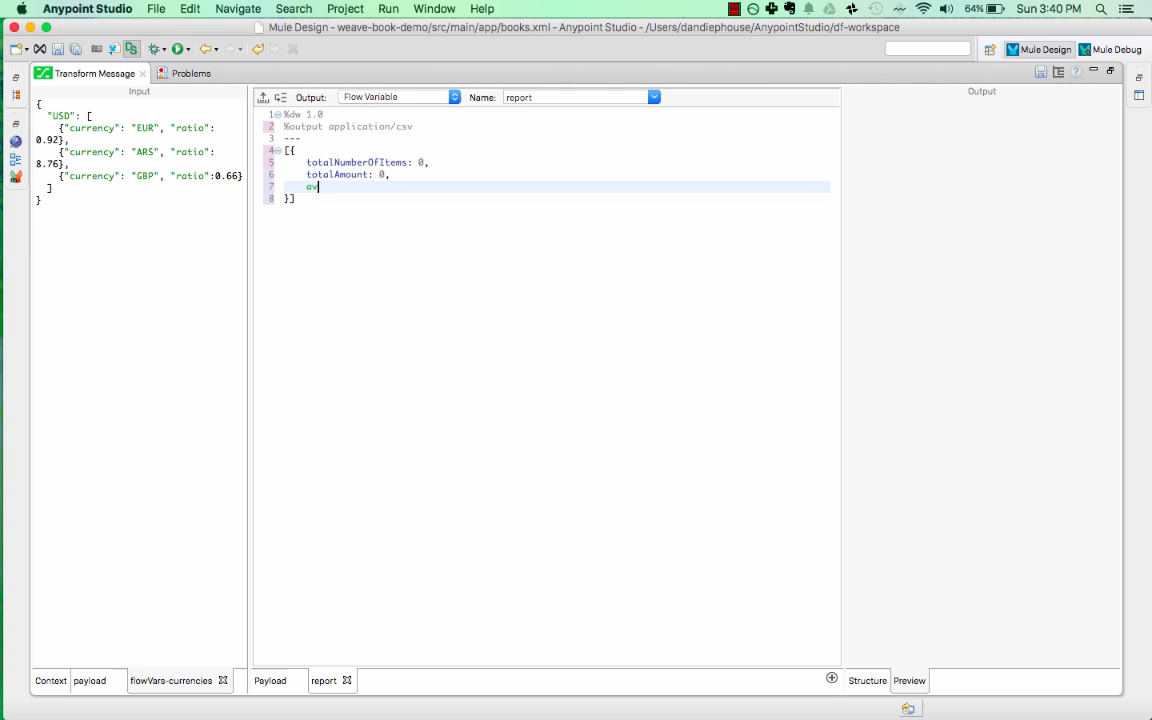 Anypoint Studio File Edit Navigate Search Project Run Window Help 64% Sun 3:40 PM
Mule Design - weave-book-demo/src/main/app/books.xml - Anypoint Studio - /Users/dandiephouse/AnypointStudio/df-workspace
Mule Design Mule Debug
Transform Message Problems
Input
Output: Flow Variable Name: report
Output
{
"USD": [
{"currency": "EUR", "ratio":
0.92},
{"currency": "ARS", "ratio":
8.76},
{"currency": "GBP", "ratio":0.66}
]
}
1 %dw 1.0
2 %output application/csv
3 ---
4 [{
5 totalNumberOfItems: 0,
6 totalAmount: 0,
7 av
8 }]
Context payload flowVars-currencies Payload report Structure Preview